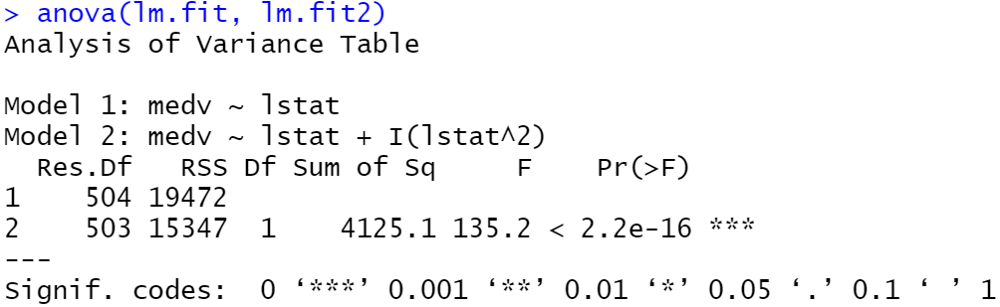 > anova(lm.fit, lm.fit2)
Analysis of Variance Table

Model 1: medv ~ lstat
Model 2: medv ~ lstat + I(lstat^2)
  Res.Df   RSS Df Sum of Sq     F    Pr(>F)
1    504 19472
2    503 15347  1    4125.1 135.2 < 2.2e-16 ***
---
Signif. codes:  0 ‘***’ 0.001 ‘**’ 0.01 ‘*’ 0.05 ‘.’ 0.1 ‘ ’ 1